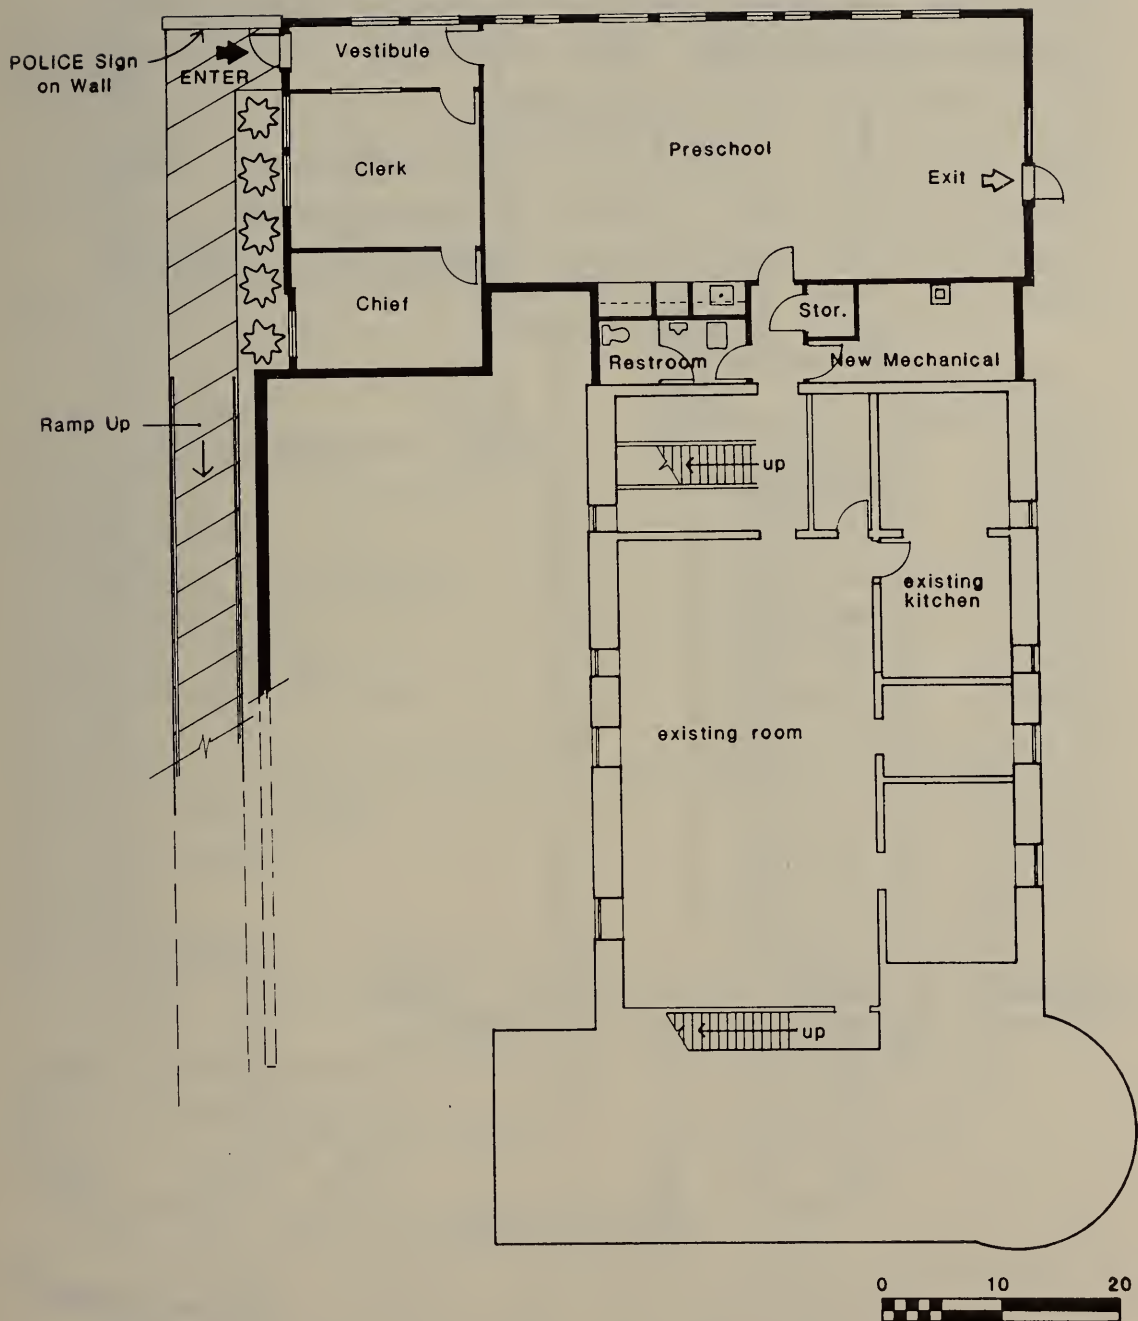 POLICE Sign
on Wall
ENTER
Vestibule
Clerk
Preschool
Exit
Chief
Stor.
Restroom
New Mechanical
Ramp Up
up
existing
kitchen
existing room
up
0 10 20